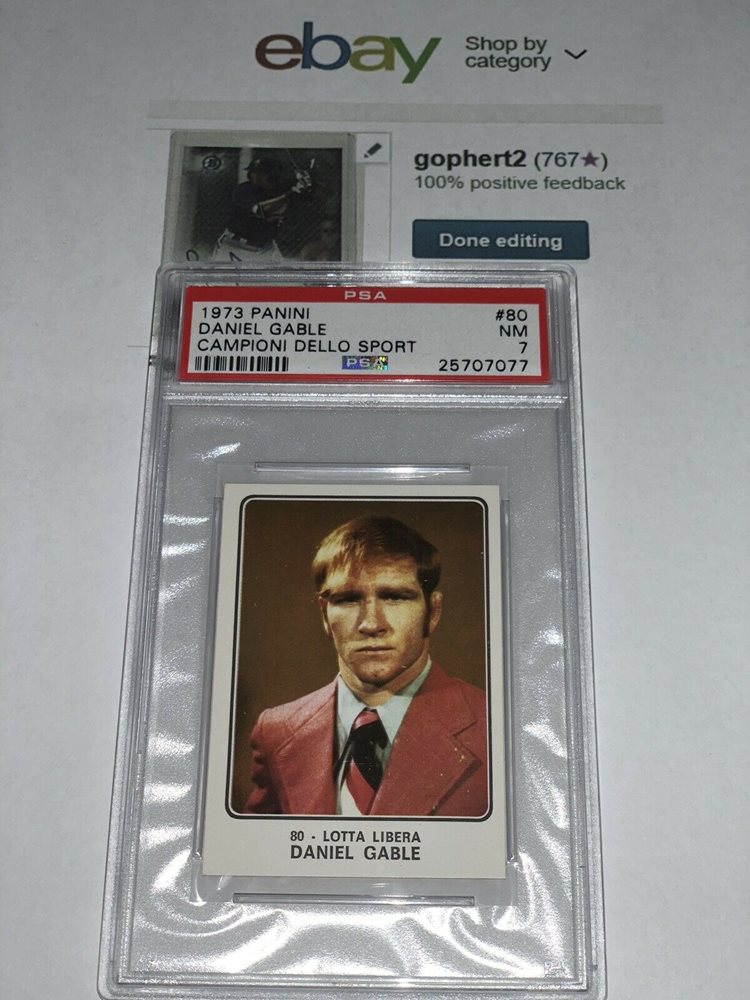 ebay
Shop by
category
gophert2 (767★)
100% positive feedback
Done editing
PSA
1973 PANINI #80
DANIEL GABLE NM
CAMPIONI DELLO SPORT 7
PSA 25707077
80 - LOTTA LIBERA
DANIEL GABLE